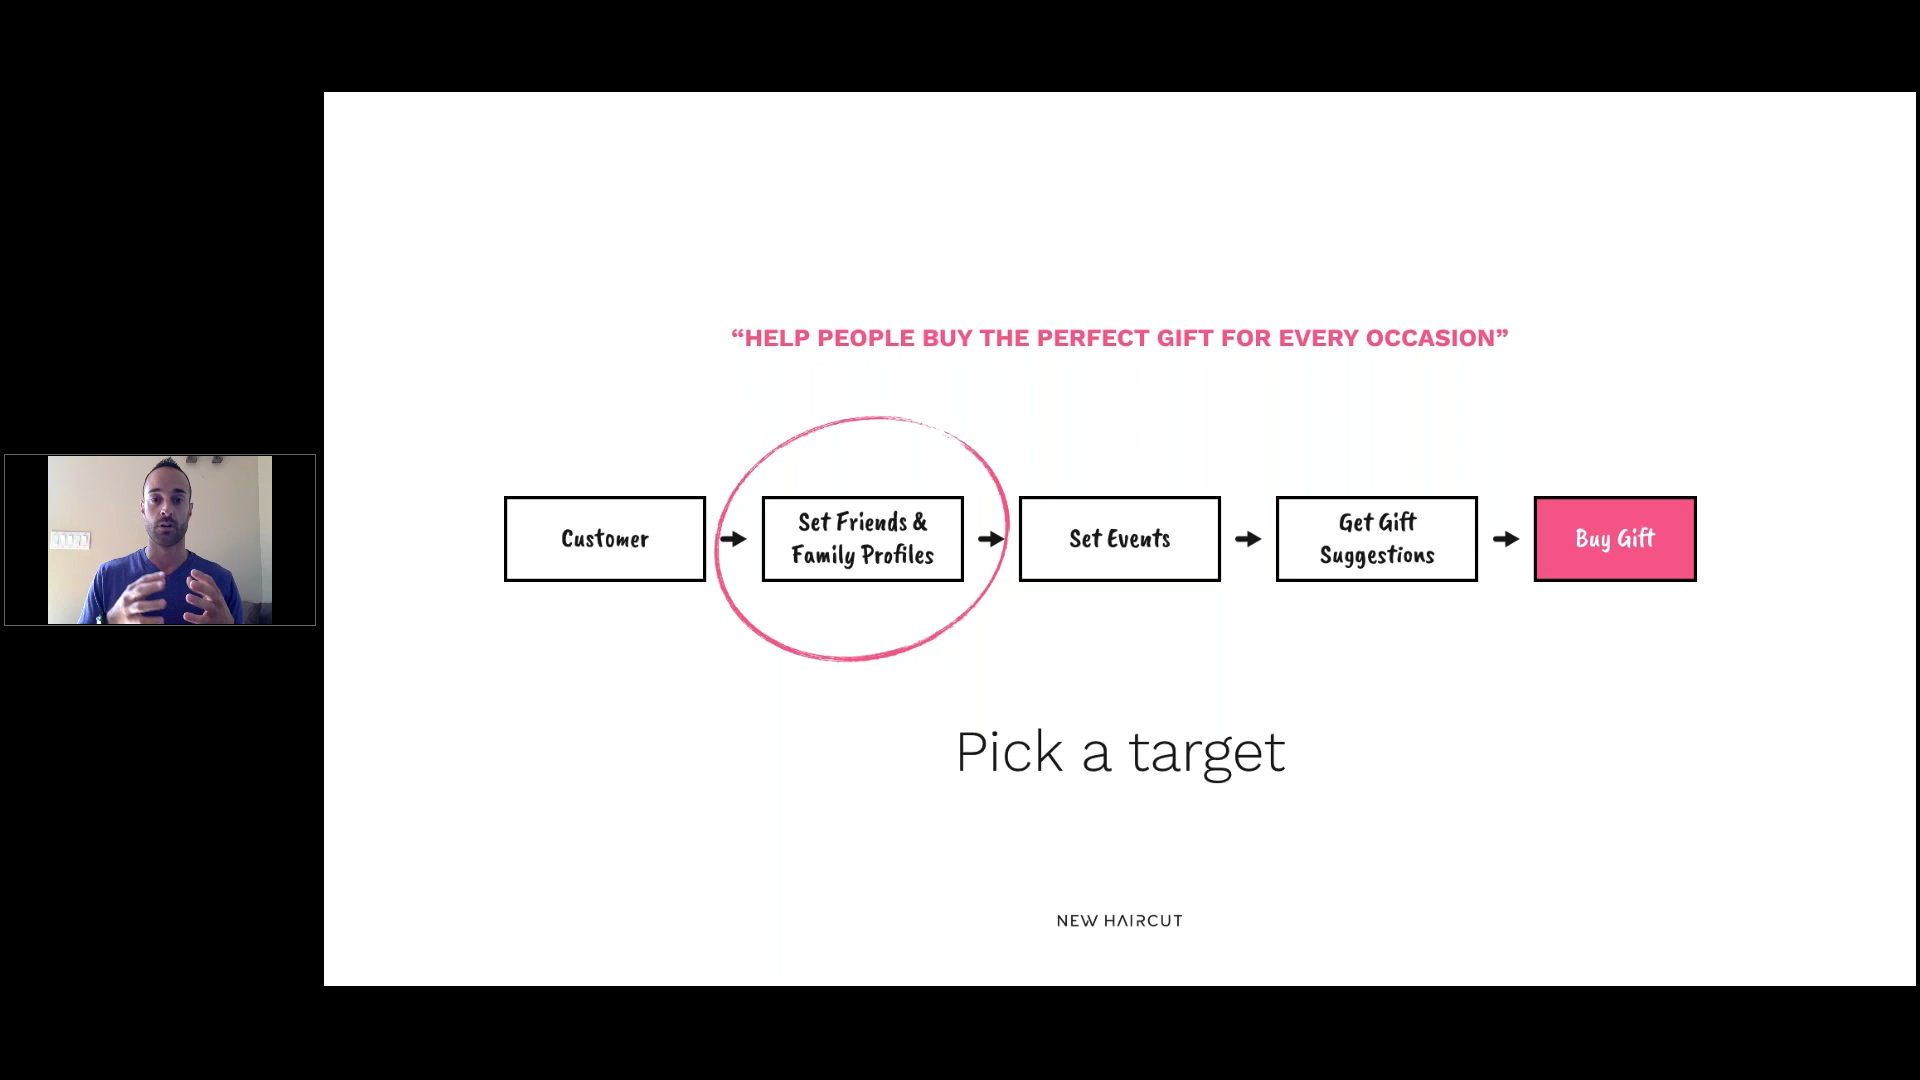 “HELP PEOPLE BUY THE PERFECT GIFT FOR EVERY OCCASION”
Customer
Set Friends &
Family Profiles
Set Events
Get Gift
Suggestions
Buy Gift
Pick a target
NEW HAIRCUT